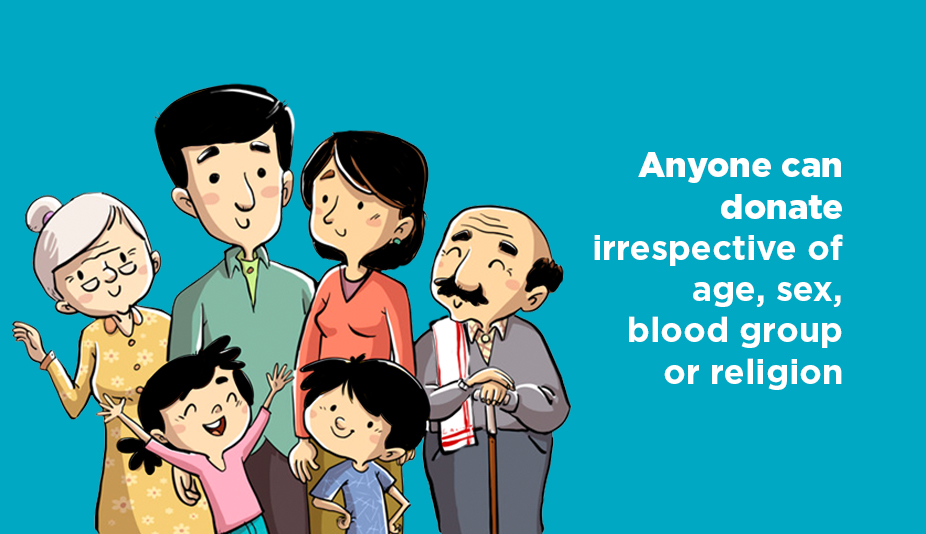 Anyone can
donate
irrespective of
age, sex,
blood group
or religion